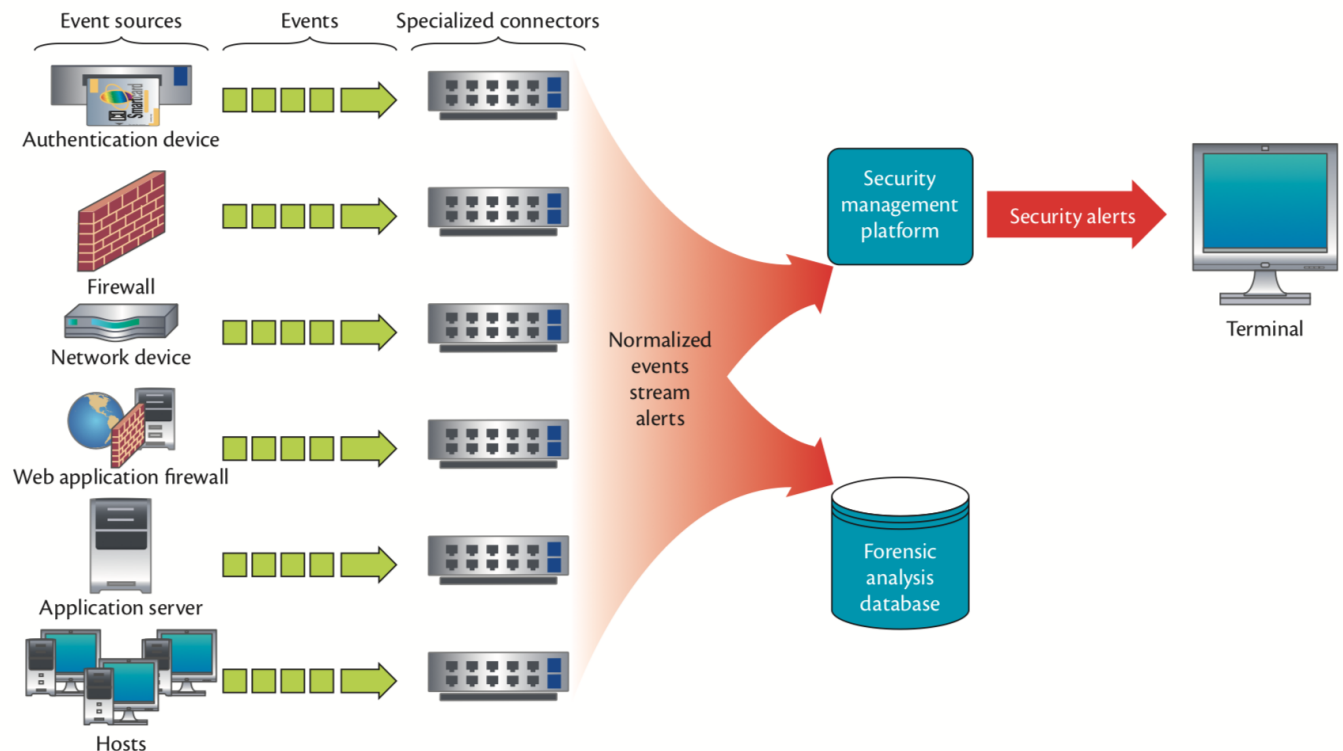 Event sources
Events
Specialized connectors
SmartCard
Authentication device
Firewall
Network device
Web application firewall
Application server
Hosts
Normalized
events
stream
alerts
Security
management
platform
Security alerts
Terminal
Forensic
analysis
database